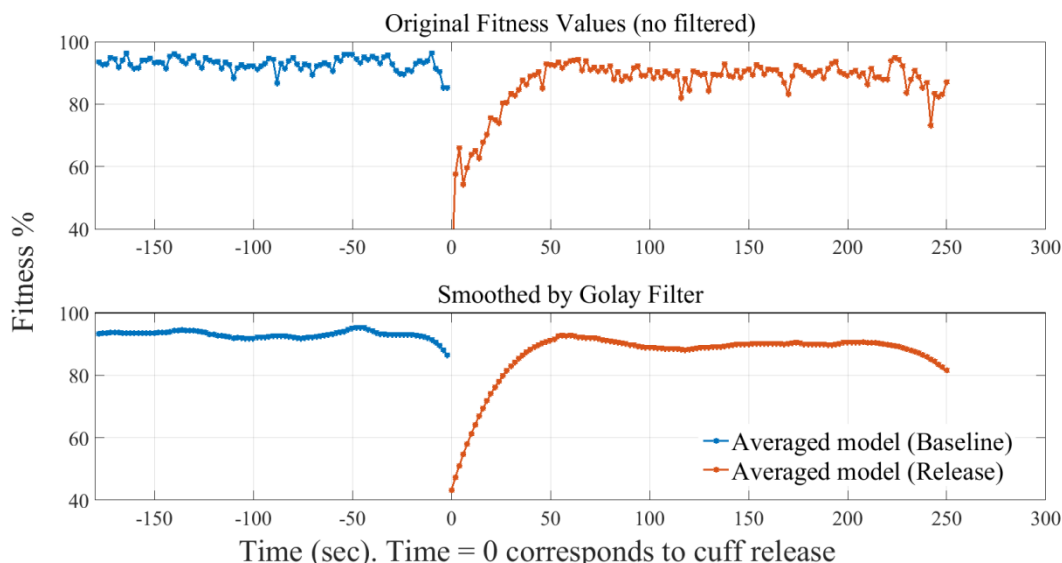 Original Fitness Values (no filtered)
100
80
60
40
-150 -100 -50 0 50 100 150 200 250 300
Fitness %
Smoothed by Golay Filter
100
80
60
40
Averaged model (Baseline)
Averaged model (Release)
-150 -100 -50 0 50 100 150 200 250 300
Time (sec). Time = 0 corresponds to cuff release